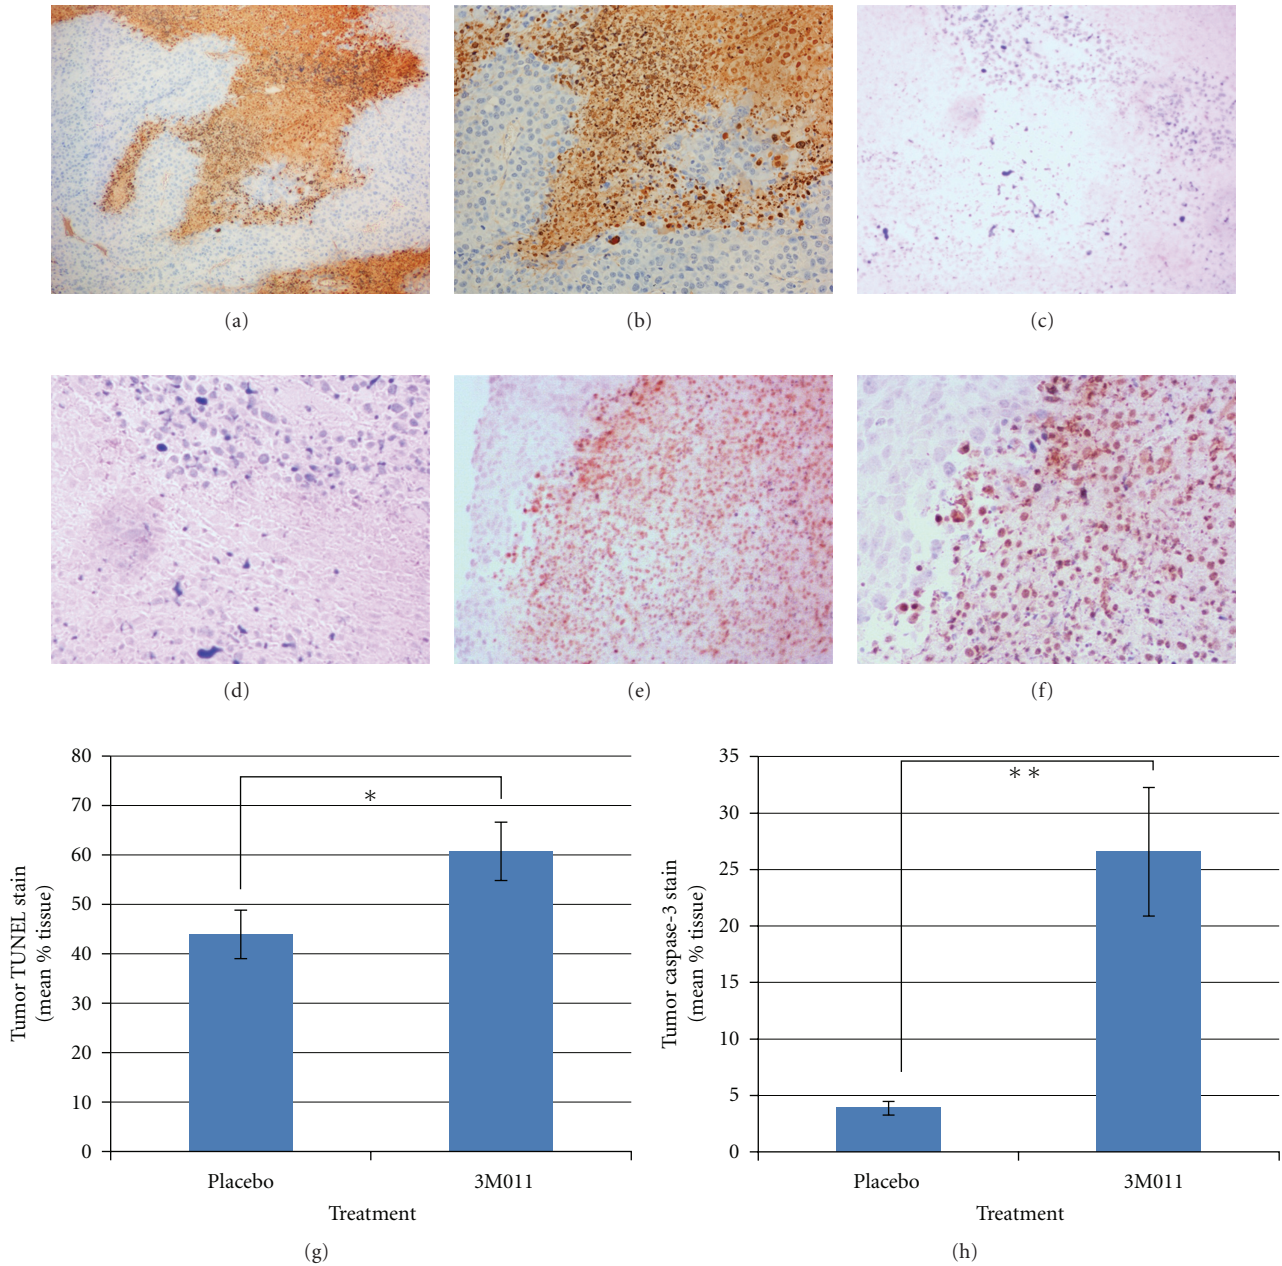 (a)
(b)
(c)
(d)
(e)
(f)
80
70
60
50
40
30
20
10
0
Tumor TUNEL stain
(mean % tissue)
*
Placebo
3M011
Treatment
(g)
35
30
25
20
15
10
5
0
Tumor caspase-3 stain
(mean % tissue)
* *
Placebo
3M011
Treatment
(h)